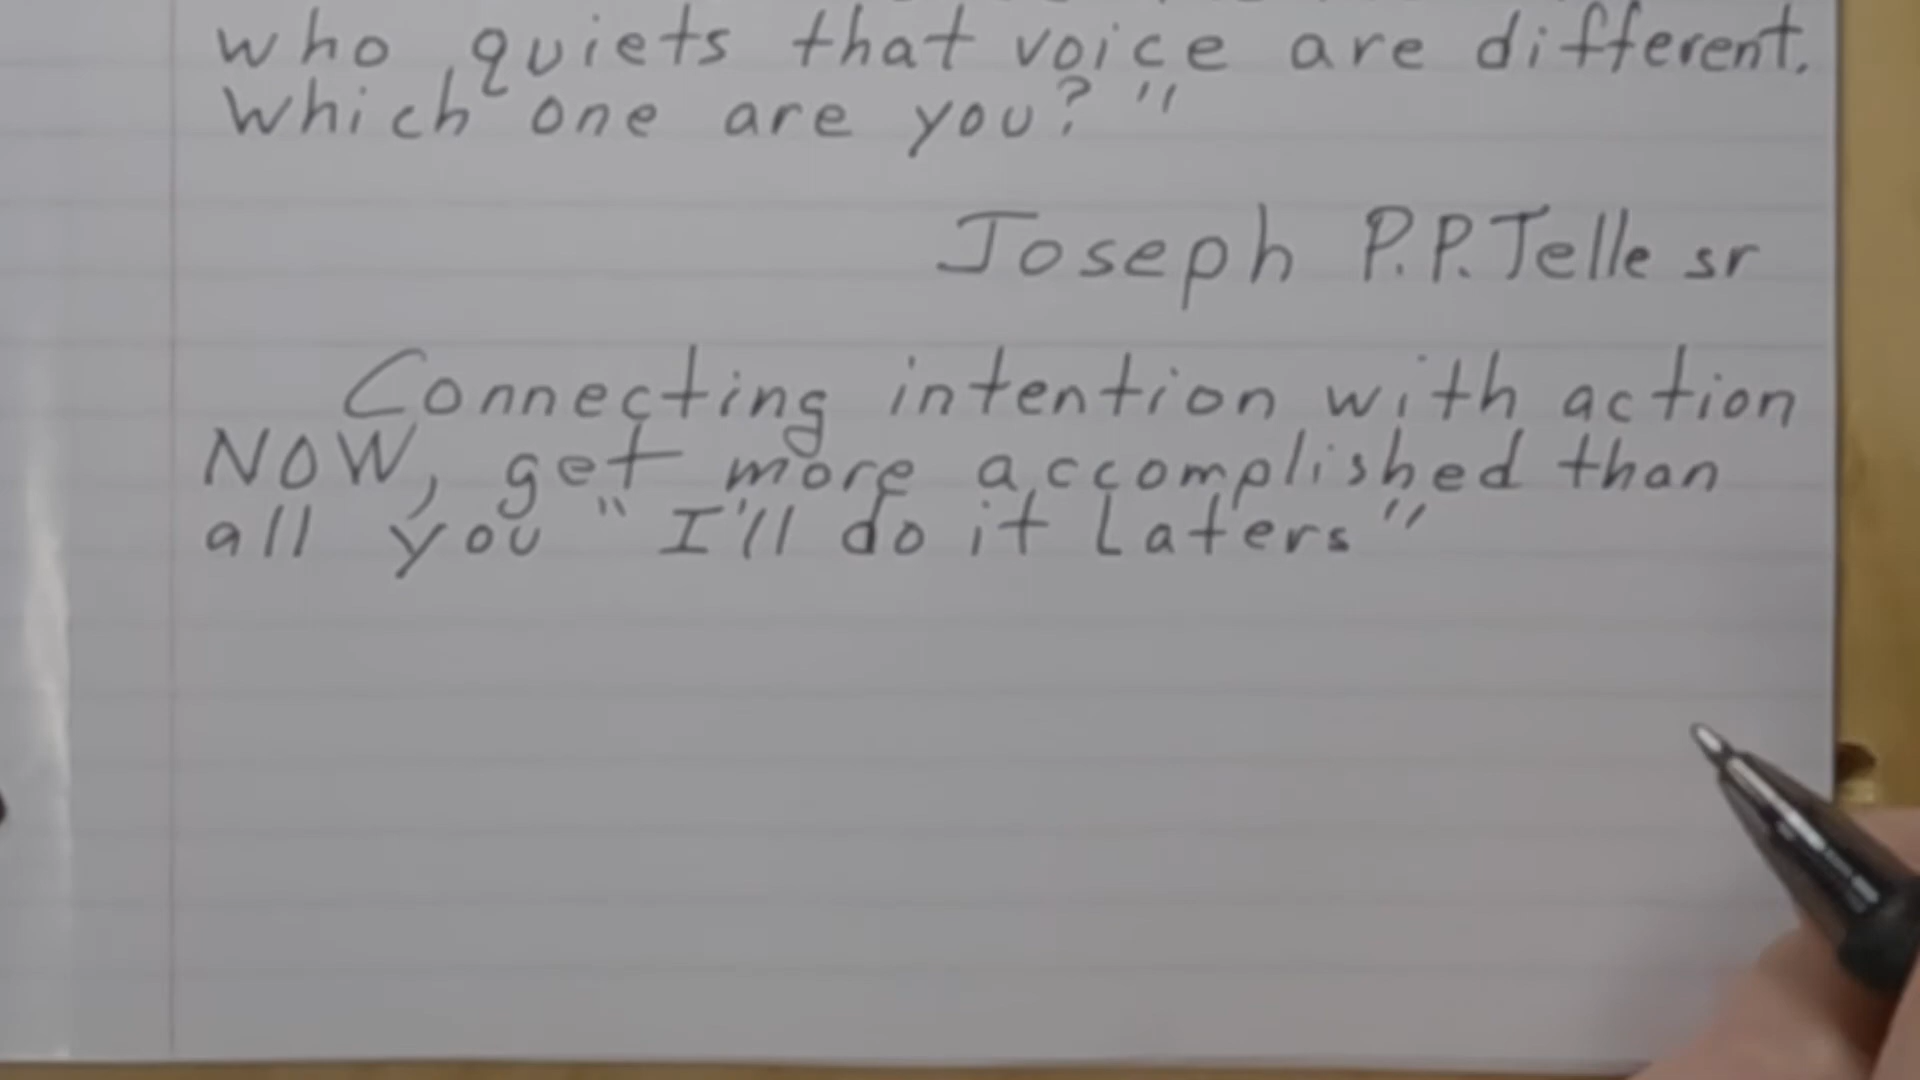 who quiets that voice are different.
Which one are you?"
Joseph P.P. Telle sr
Connecting intention with action
NOW, get more accomplished than
all you "I'll do it Laters"